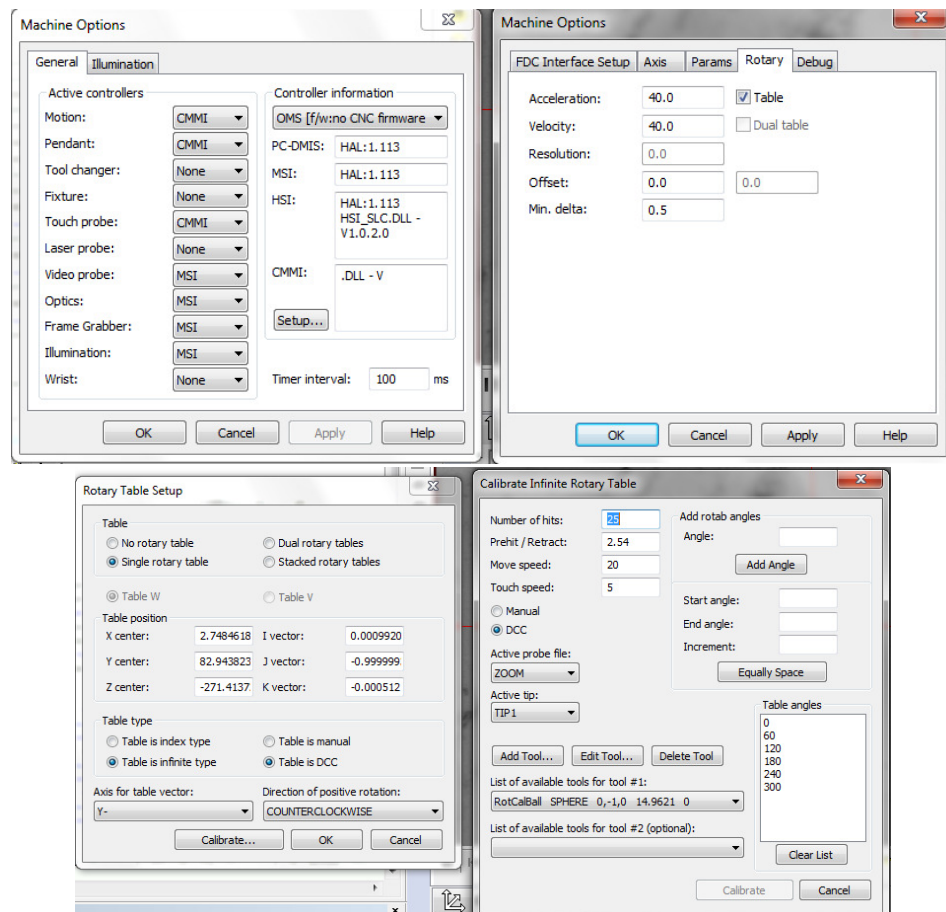 Machine Options
General Illumination
Active controllers
Motion: CMMI
Pendant: CMMI
Tool changer: None
Fixture: None
Touch probe: CMMI
Laser probe: None
Video probe: MSI
Optics: MSI
Frame Grabber: MSI
Illumination: MSI
Wrist: None
Controller information
OMS [f/w:no CNC firmware
PC-DMIS: HAL:1.113
MSI: HAL:1.113
HSI: HAL:1.113
HSI_SLC.DLL -
V1.0.2.0
CMMI: .DLL - V
Setup...
Timer interval: 100 ms
OK Cancel Apply Help
Machine Options
FDC Interface Setup Axis Params Rotary Debug
Acceleration: 40.0 Table
Velocity: 40.0 Dual table
Resolution: 0.0
Offset: 0.0 0.0
Min. delta: 0.5
OK Cancel Apply Help
Rotary Table Setup
Table
No rotary table Dual rotary tables
Single rotary table Stacked rotary tables
Table W Table V
Table position
X center: 2.7484618 I vector: 0.0009920
Y center: 82.943823 J vector: -0.999999
Z center: -271.4137 K vector: -0.000512
Table type
Table is index type Table is manual
Table is infinite type Table is DCC
Axis for table vector: Direction of positive rotation:
Y- COUNTERCLOCKWISE
Calibrate... OK Cancel
Calibrate Infinite Rotary Table
Number of hits: 25
Prehit / Retract: 2.54
Move speed: 20
Touch speed: 5
Manual
DCC
Active probe file:
ZOOM
Active tip:
TIP1
Add rotab angles
Angle:
Add Angle
Start angle:
End angle:
Increment:
Equally Space
Table angles
0
60
120
180
240
300
Add Tool... Edit Tool... Delete Tool
List of available tools for tool #1:
RotCalBall SPHERE 0,-1,0 14.9621 0
List of available tools for tool #2 (optional):
Clear List
Calibrate Cancel